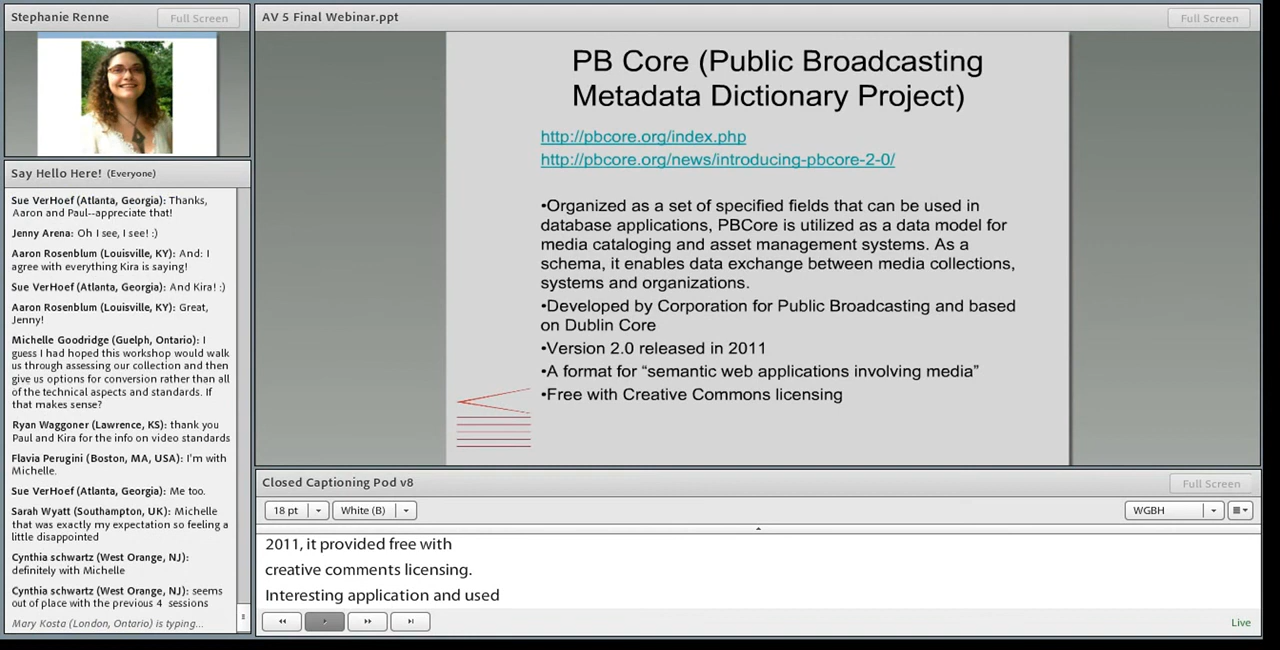 Stephanie Renne
Full Screen
Say Hello Here! (Everyone)
Sue VerHoef (Atlanta, Georgia): Thanks,
Aaron and Paul--appreciate that!
Jenny Arena: Oh I see, I see! :)
Aaron Rosenblum (Louisville, KY): And: I
agree with everything Kira is saying!
Sue VerHoef (Atlanta, Georgia): And Kira! :)
Aaron Rosenblum (Louisville, KY): Great,
Jenny!
Michelle Goodridge (Guelph, Ontario): I
guess I had hoped this workshop would walk
us through assessing our collection and then
give us options for conversion rather than all
of the technical aspects and standards. If
that makes sense?
Ryan Waggoner (Lawrence, KS): thank you
Paul and Kira for the info on video standards
Flavia Perugini (Boston, MA, USA): I'm with
Michelle.
Sue VerHoef (Atlanta, Georgia): Me too.
Sarah Wyatt (Southampton, UK): Michelle
that was exactly my expectation so feeling a
little disappointed
Cynthia schwartz (West Orange, NJ):
definitely with Michelle
Cynthia schwartz (West Orange, NJ): seems
out of place with the previous 4 sessions
Mary Kosta (London, Ontario) is typing...
AV 5 Final Webinar.ppt
Full Screen
PB Core (Public Broadcasting
Metadata Dictionary Project)
http://pbcore.org/index.php
http://pbcore.org/news/introducing-pbcore-2-0/
•Organized as a set of specified fields that can be used in
database applications, PBCore is utilized as a data model for
media cataloging and asset management systems. As a
schema, it enables data exchange between media collections,
systems and organizations.
•Developed by Corporation for Public Broadcasting and based
on Dublin Core
•Version 2.0 released in 2011
•A format for “semantic web applications involving media”
•Free with Creative Commons licensing
Closed Captioning Pod v8
Full Screen
18 pt
White (B)
WGBH
2011, it provided free with
creative comments licensing.
Interesting application and used
Live